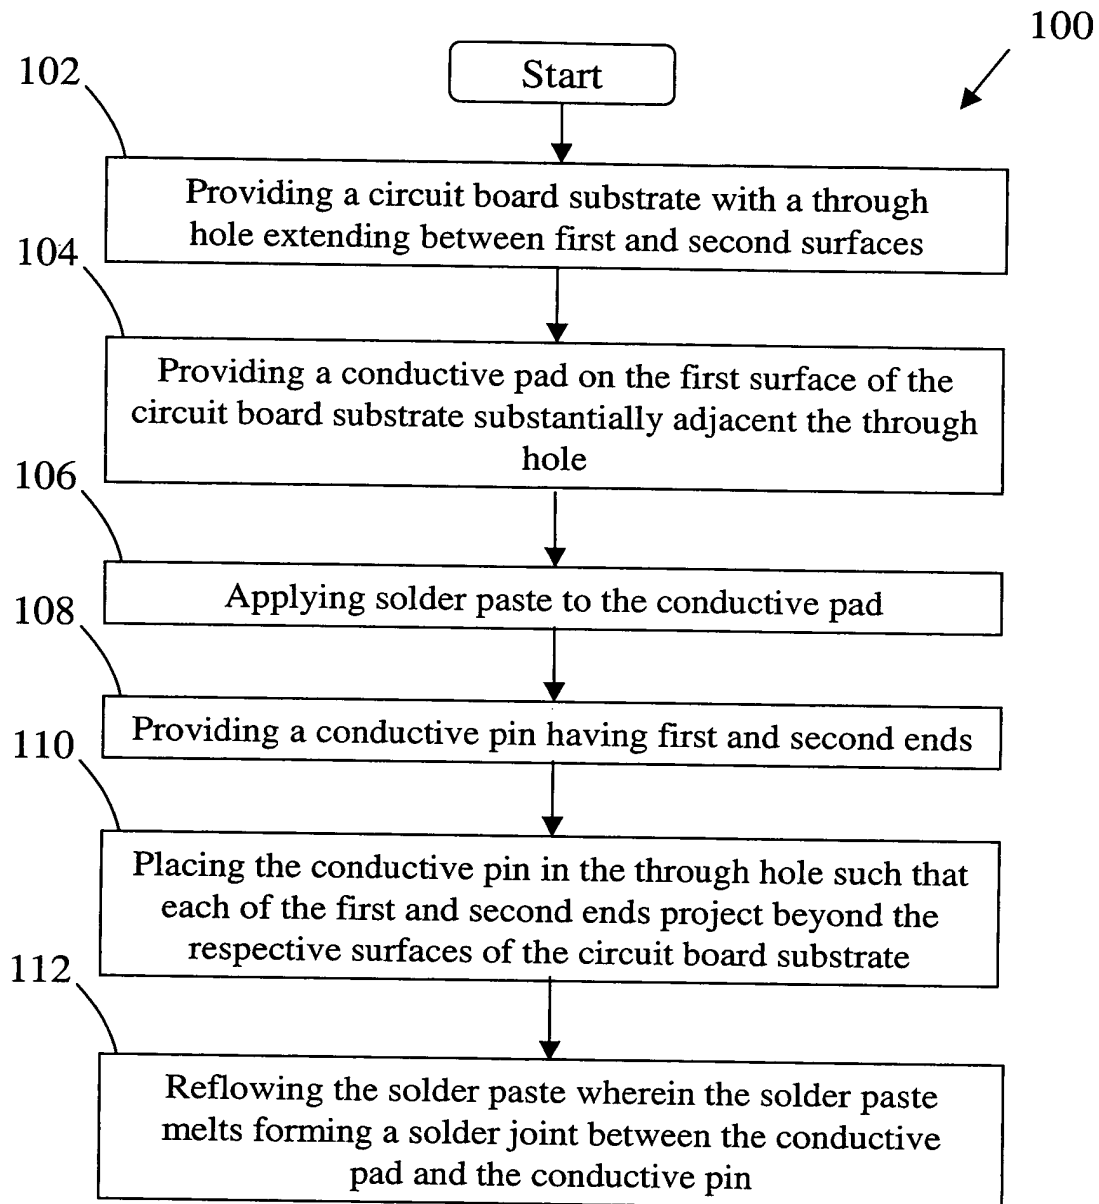 100
Start
102
Providing a circuit board substrate with a through
hole extending between first and second surfaces
104
Providing a conductive pad on the first surface of the
circuit board substrate substantially adjacent the through
hole
106
Applying solder paste to the conductive pad
108
Providing a conductive pin having first and second ends
110
Placing the conductive pin in the through hole such that
each of the first and second ends project beyond the
respective surfaces of the circuit board substrate
112
Reflowing the solder paste wherein the solder paste
melts forming a solder joint between the conductive
pad and the conductive pin